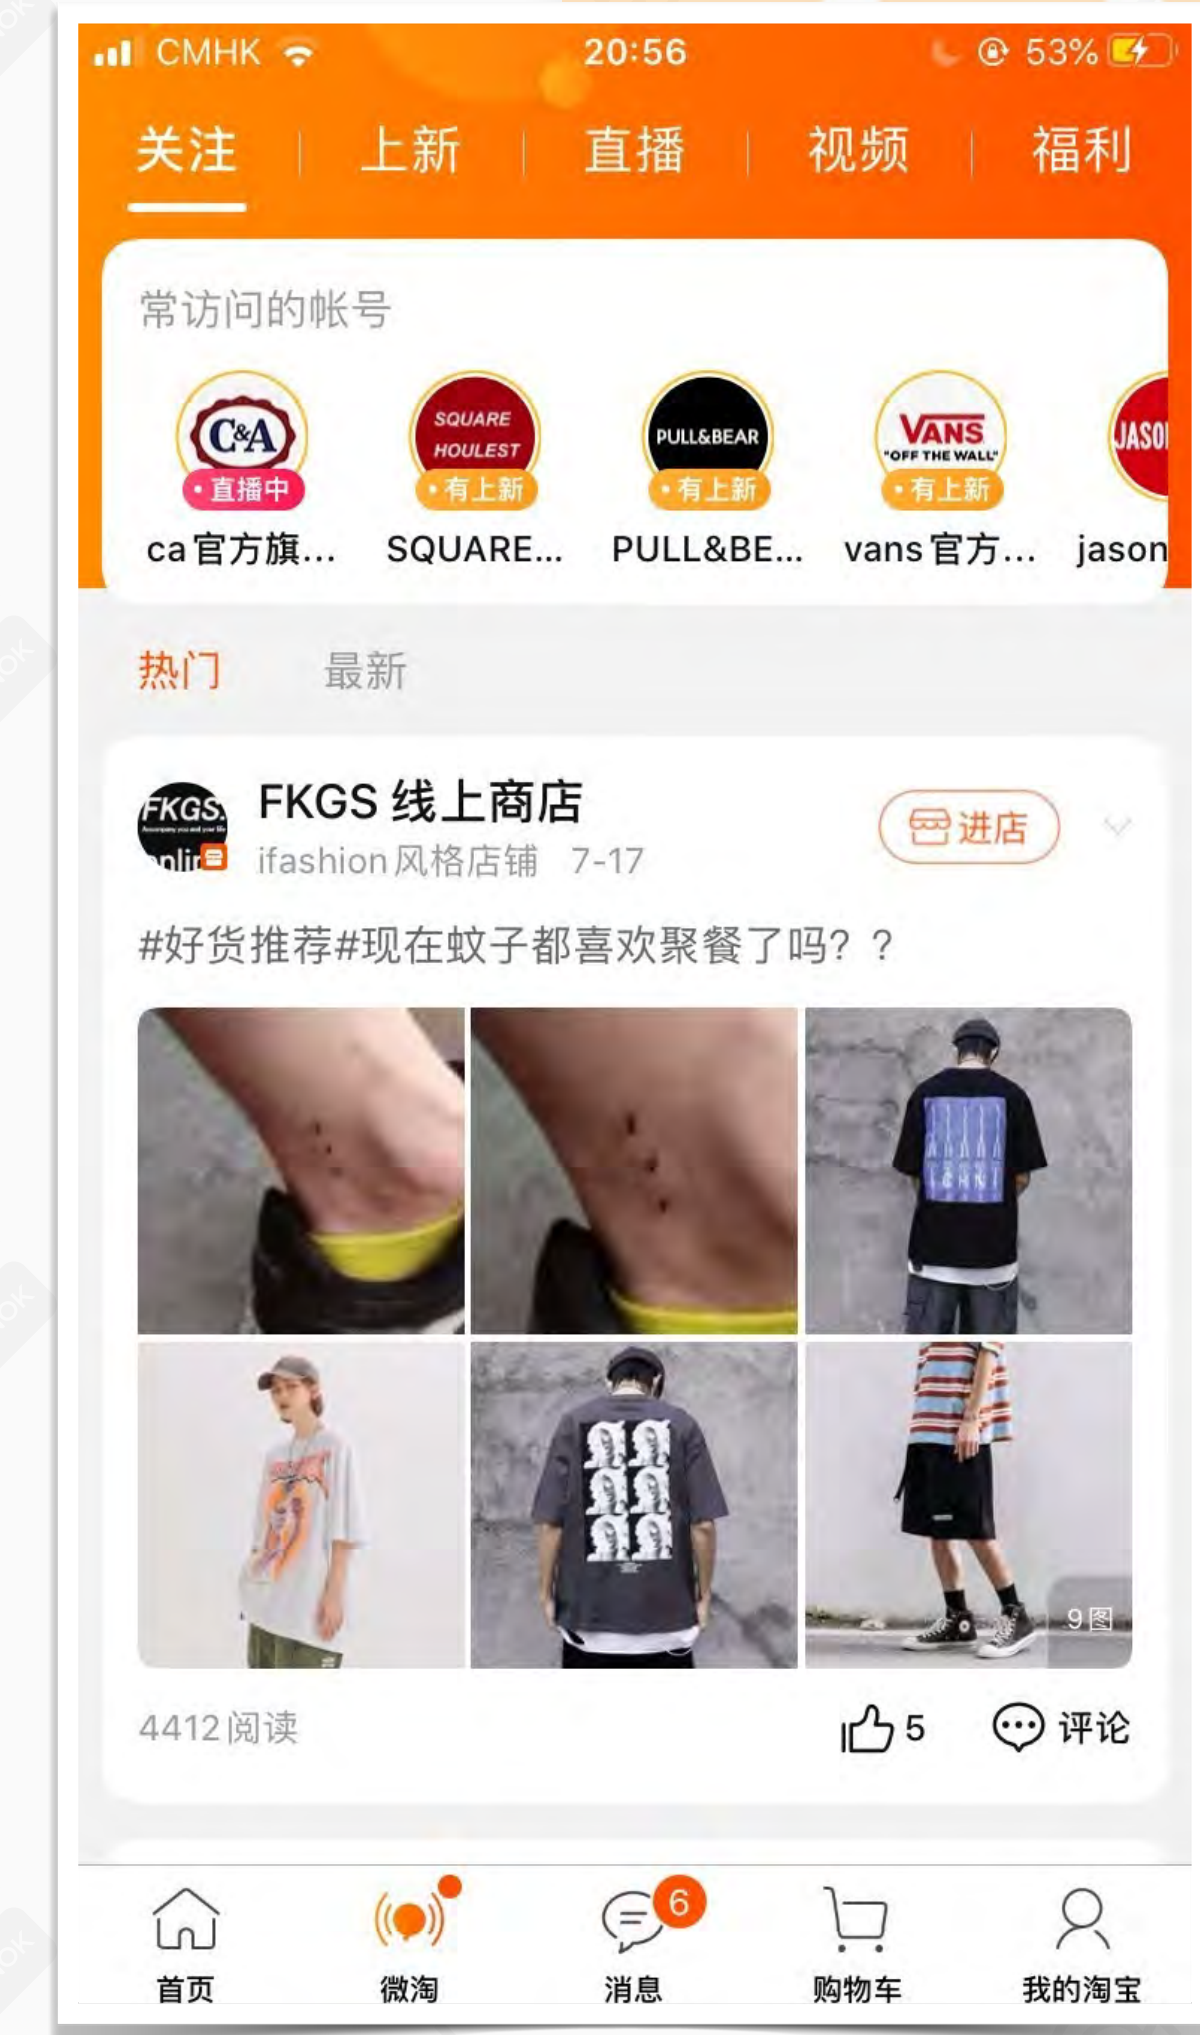 CMHK 20:56 53%
关注 上新 直播 视频 福利
常访问的帐号
C&A SQUARE HOULEST PULL&BEAR VANS "OFF THE WALL" JASO
直播中 有上新 有上新 有上新
ca官方旗... SQUARE... PULL&BE... vans官方... jason
热门 最新
FKGS.
FKGS 线上商店
进店
ifashion风格店铺 7-17
#好货推荐#现在蚊子都喜欢聚餐了吗？？
9图
4412阅读 5 评论
6
首页 微淘 消息 购物车 我的淘宝